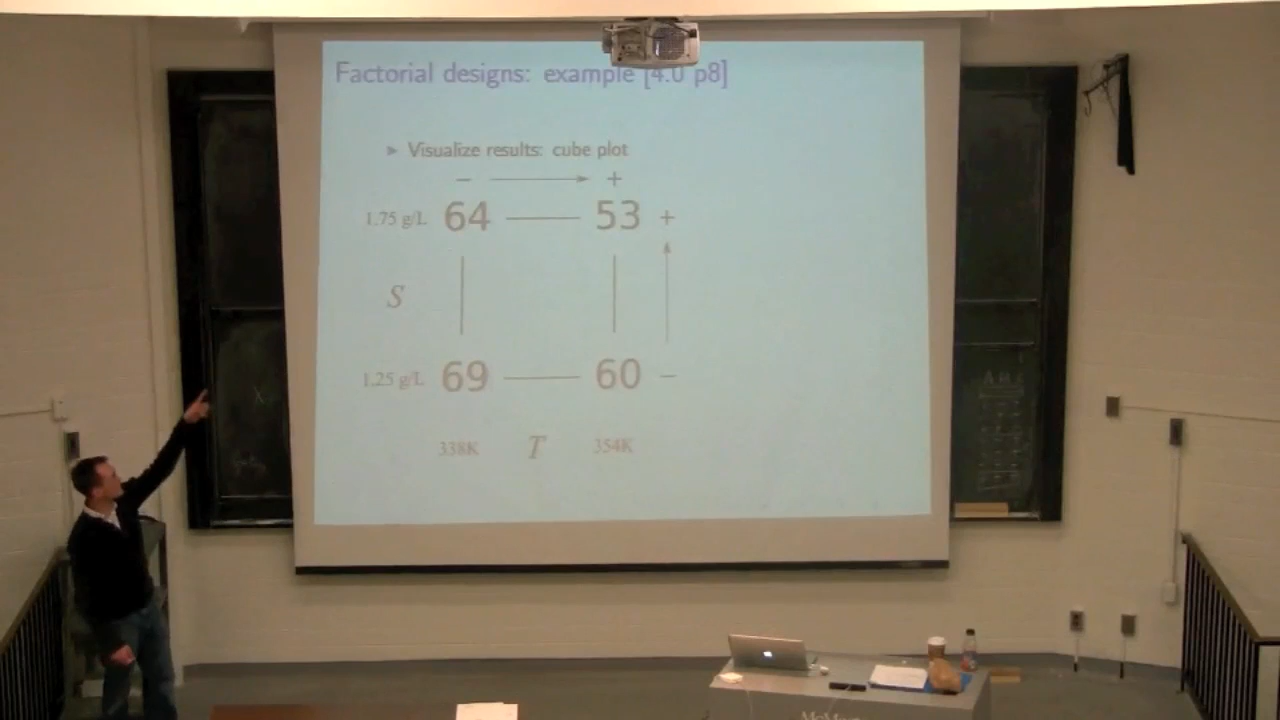 Factorial designs: example [4.0 p8]
Visualize results: cube plot
− +
1.75 g/L 64 53 +
S
1.25 g/L 69 60 −
338K T 354K